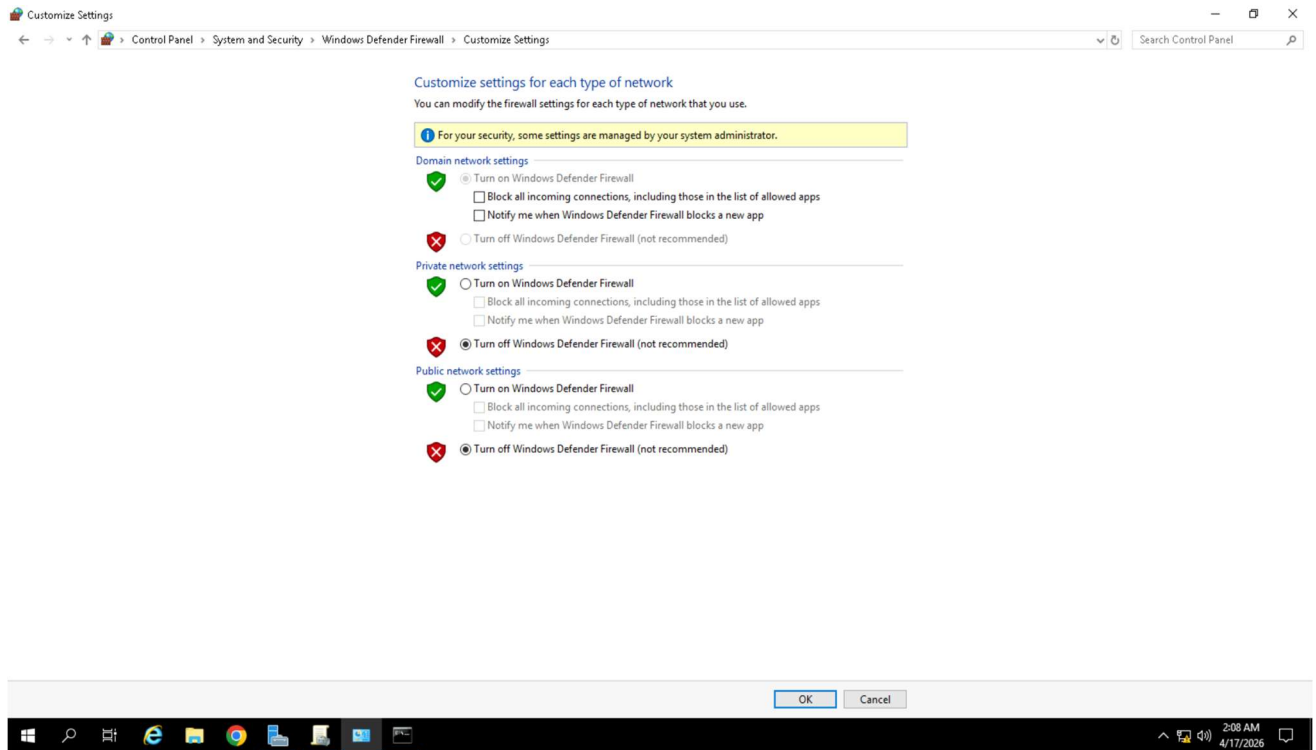 Customize Settings
Control Panel > System and Security > Windows Defender Firewall > Customize Settings
Search Control Panel
Customize settings for each type of network
You can modify the firewall settings for each type of network that you use.
For your security, some settings are managed by your system administrator.
Domain network settings
Turn on Windows Defender Firewall
Block all incoming connections, including those in the list of allowed apps
Notify me when Windows Defender Firewall blocks a new app
Turn off Windows Defender Firewall (not recommended)
Private network settings
Turn on Windows Defender Firewall
Block all incoming connections, including those in the list of allowed apps
Notify me when Windows Defender Firewall blocks a new app
Turn off Windows Defender Firewall (not recommended)
Public network settings
Turn on Windows Defender Firewall
Block all incoming connections, including those in the list of allowed apps
Notify me when Windows Defender Firewall blocks a new app
Turn off Windows Defender Firewall (not recommended)
OK
Cancel
2:08 AM
4/17/2026